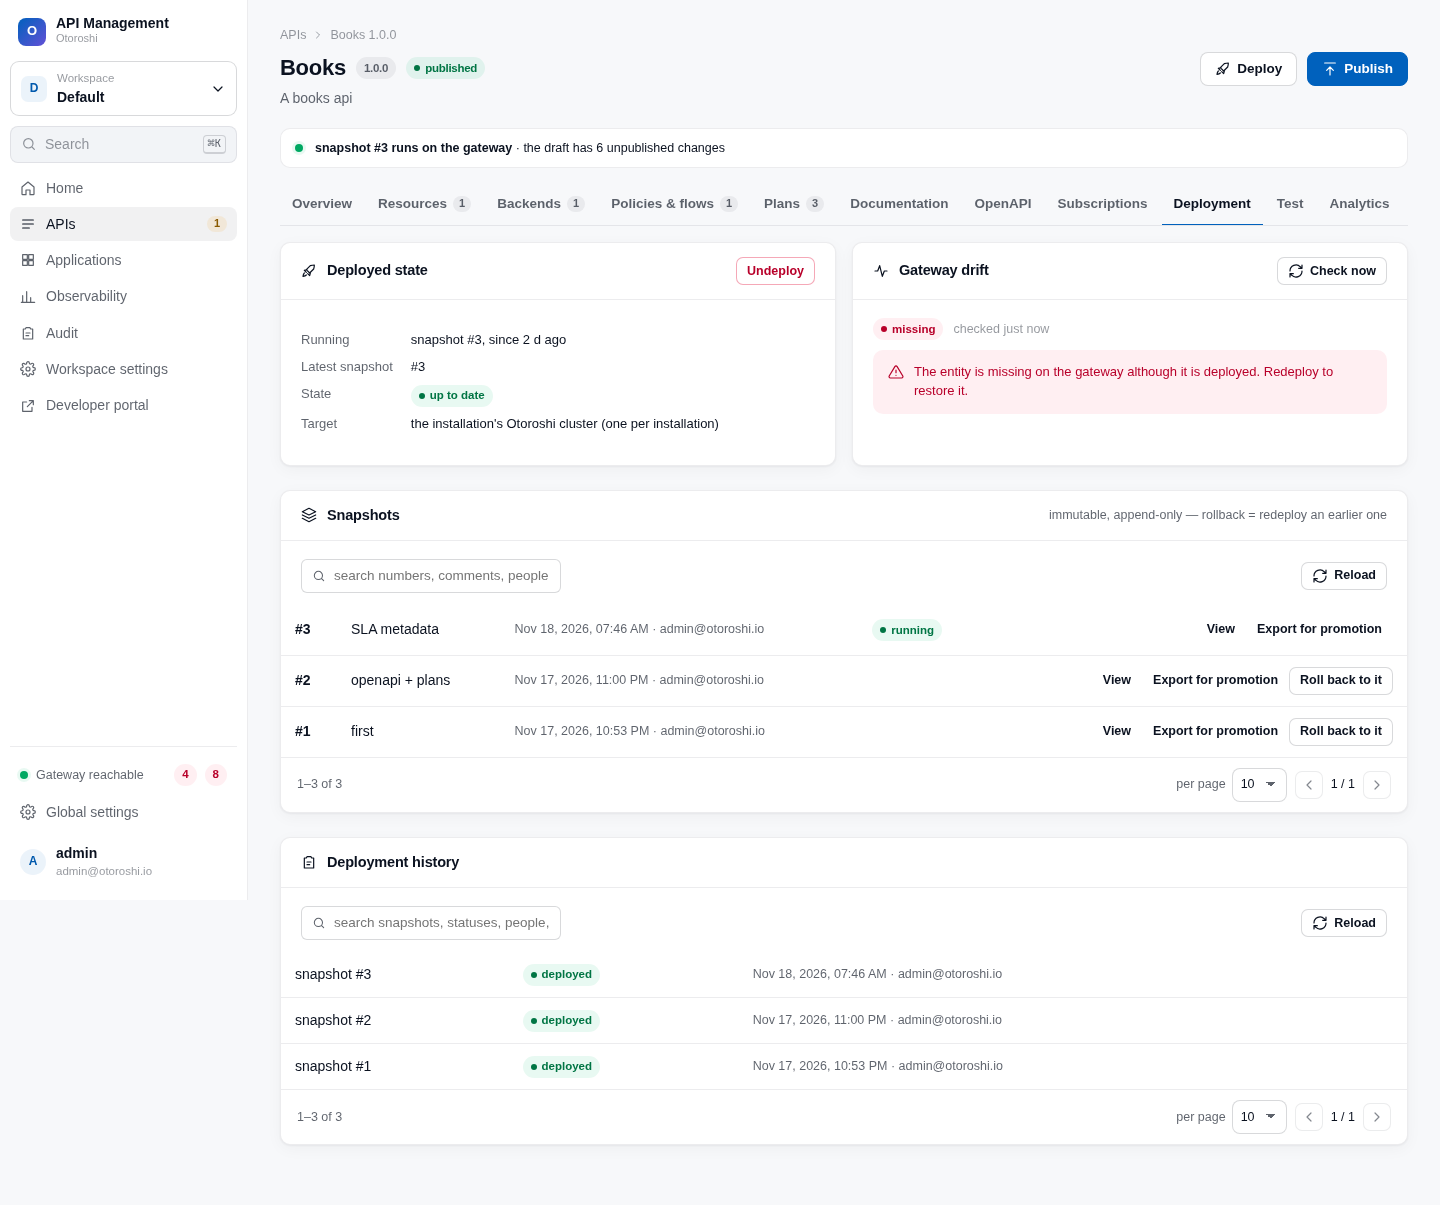 O
API Management
Otoroshi
D
Workspace
Default
Search
⌘K
Home
APIs
1
Applications
Observability
Audit
Workspace settings
Developer portal
Gateway reachable
4
8
Global settings
A
admin
admin@otoroshi.io
APIs
Books 1.0.0
Books
1.0.0
published
A books api
Deploy
Publish
snapshot #3 runs on the gateway · the draft has 6 unpublished changes
Overview
Resources 1
Backends 1
Policies & flows 1
Plans 3
Documentation
OpenAPI
Subscriptions
Deployment
Test
Analytics
Deployed state
Undeploy
Running
snapshot #3, since 2 d ago
Latest snapshot
#3
State
up to date
Target
the installation's Otoroshi cluster (one per installation)
Gateway drift
Check now
missing
checked just now
The entity is missing on the gateway although it is deployed. Redeploy to
restore it.
Snapshots
immutable, append-only — rollback = redeploy an earlier one
search numbers, comments, people
Reload
#3 SLA metadata Nov 18, 2026, 07:46 AM · admin@otoroshi.io running View Export for promotion
#2 openapi + plans Nov 17, 2026, 11:00 PM · admin@otoroshi.io View Export for promotion Roll back to it
#1 first Nov 17, 2026, 10:53 PM · admin@otoroshi.io View Export for promotion Roll back to it
1–3 of 3
per page 10 1 / 1
Deployment history
search snapshots, statuses, people,
Reload
snapshot #3 deployed Nov 18, 2026, 07:46 AM · admin@otoroshi.io
snapshot #2 deployed Nov 17, 2026, 11:00 PM · admin@otoroshi.io
snapshot #1 deployed Nov 17, 2026, 10:53 PM · admin@otoroshi.io
1–3 of 3
per page 10 1 / 1